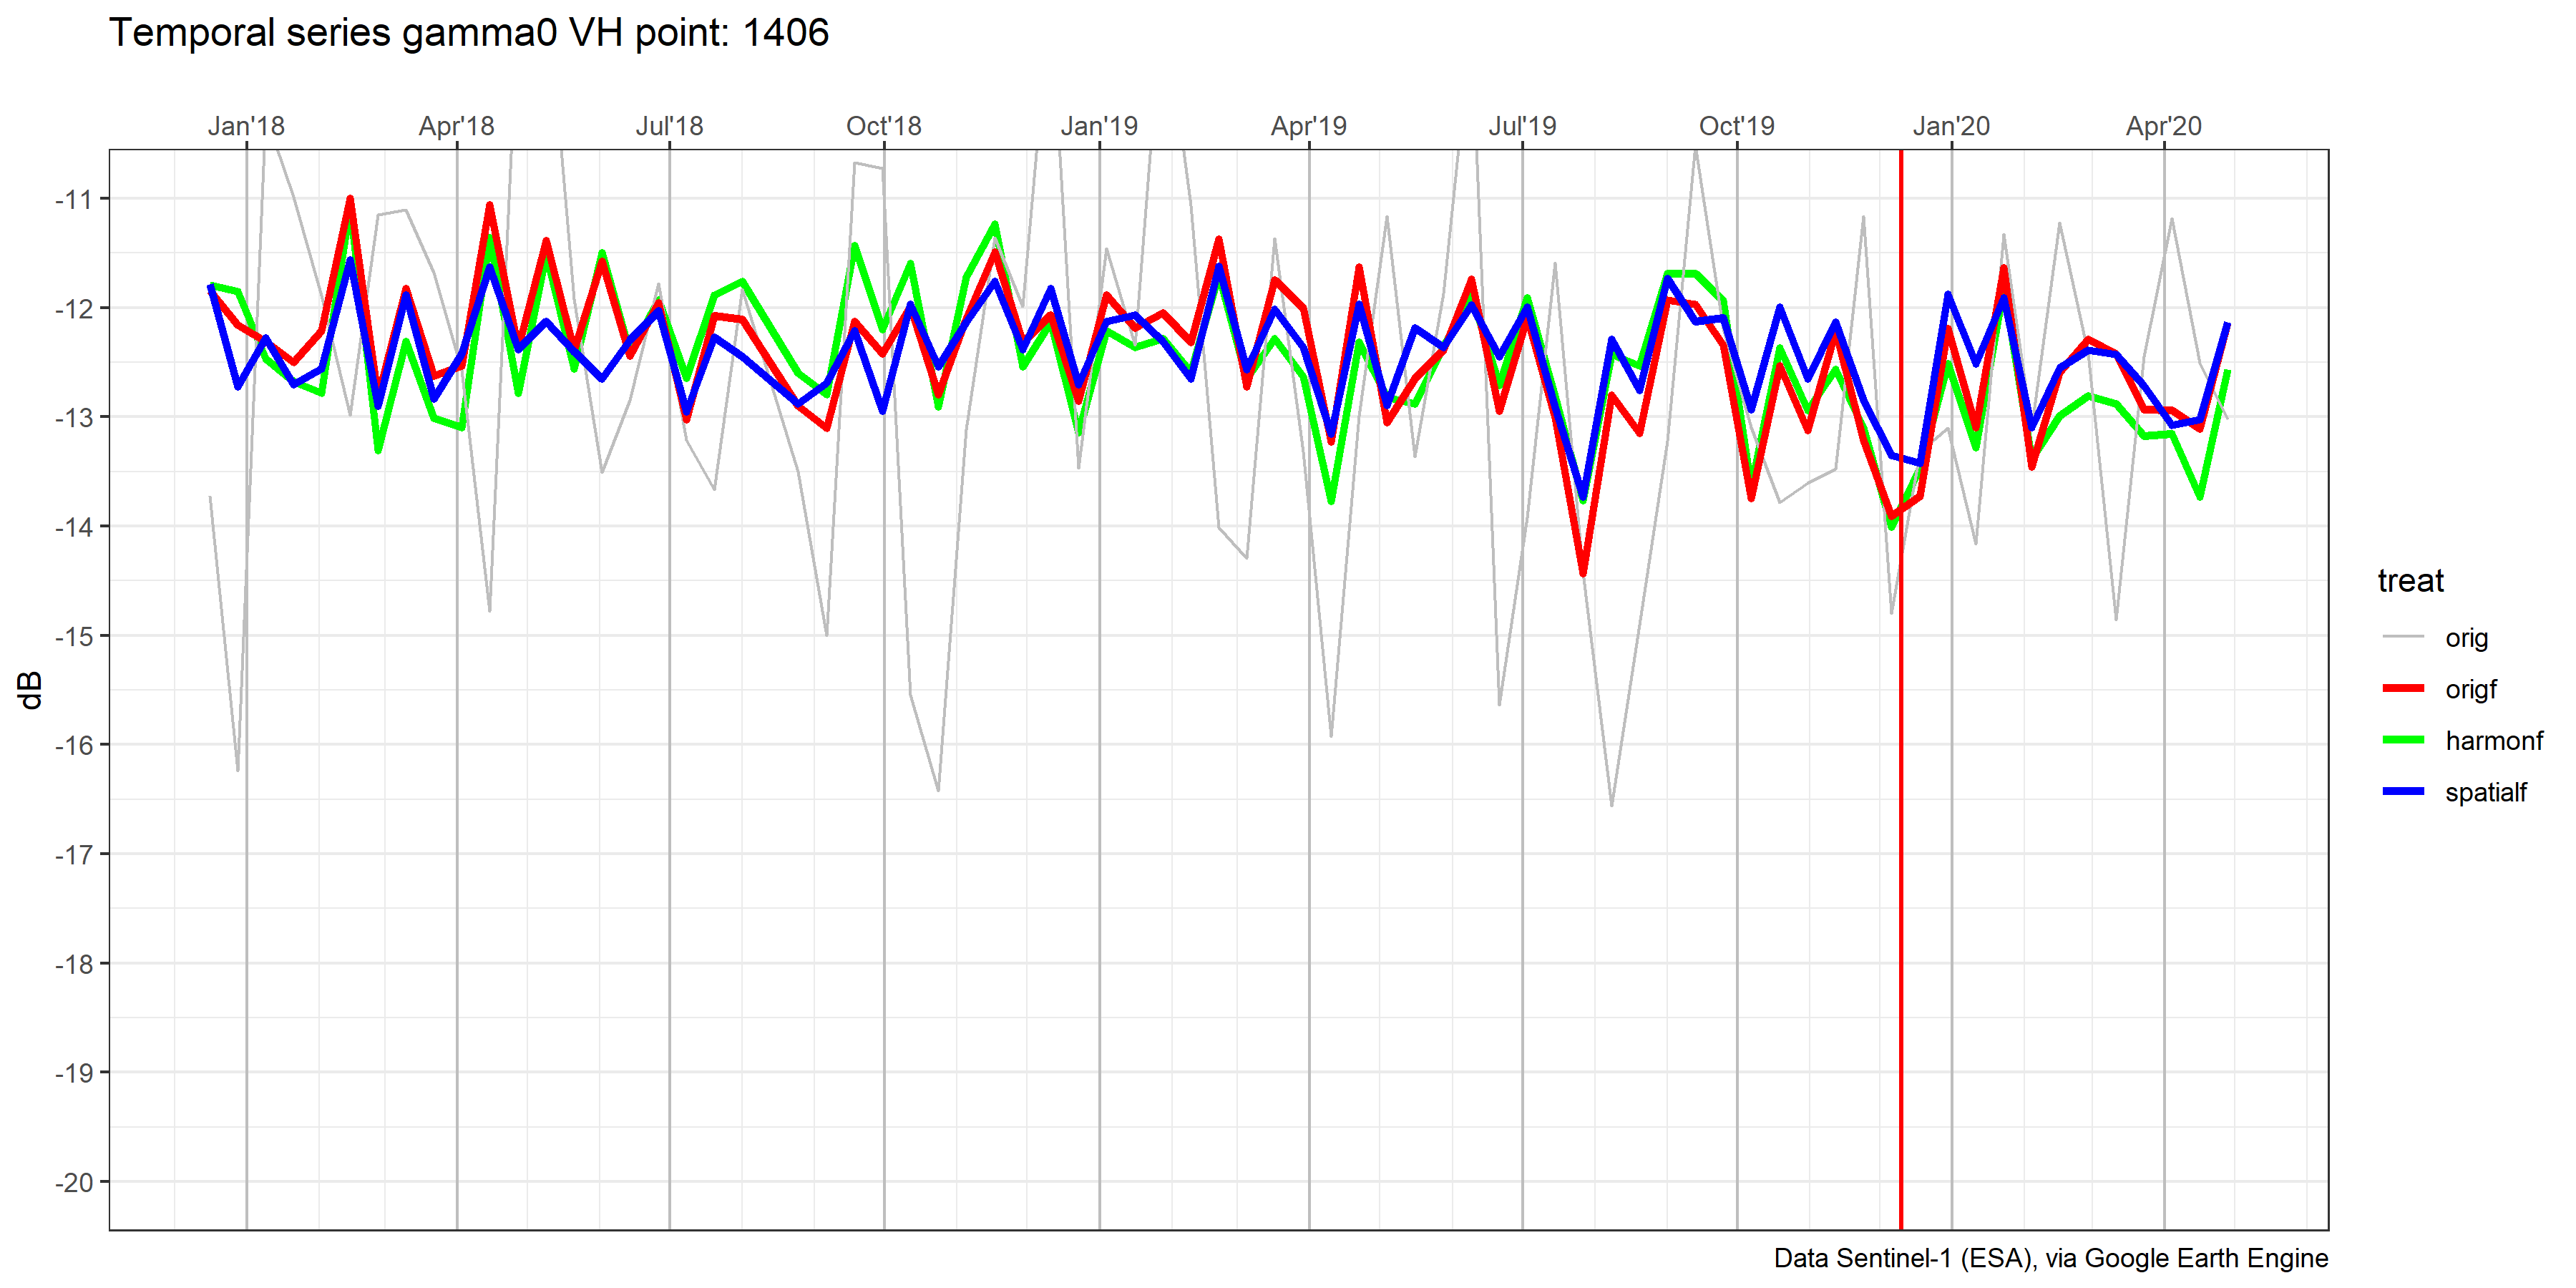 Temporal series gamma0 VH point: 1406
Jan'18 Apr'18 Jul'18 Oct'18 Jan'19 Apr'19 Jul'19 Oct'19 Jan'20 Apr'20
-11
-12
-13
-14
-15
-16
-17
-18
-19
-20
dB
treat
orig
origf
harmonf
spatialf
Data Sentinel-1 (ESA), via Google Earth Engine